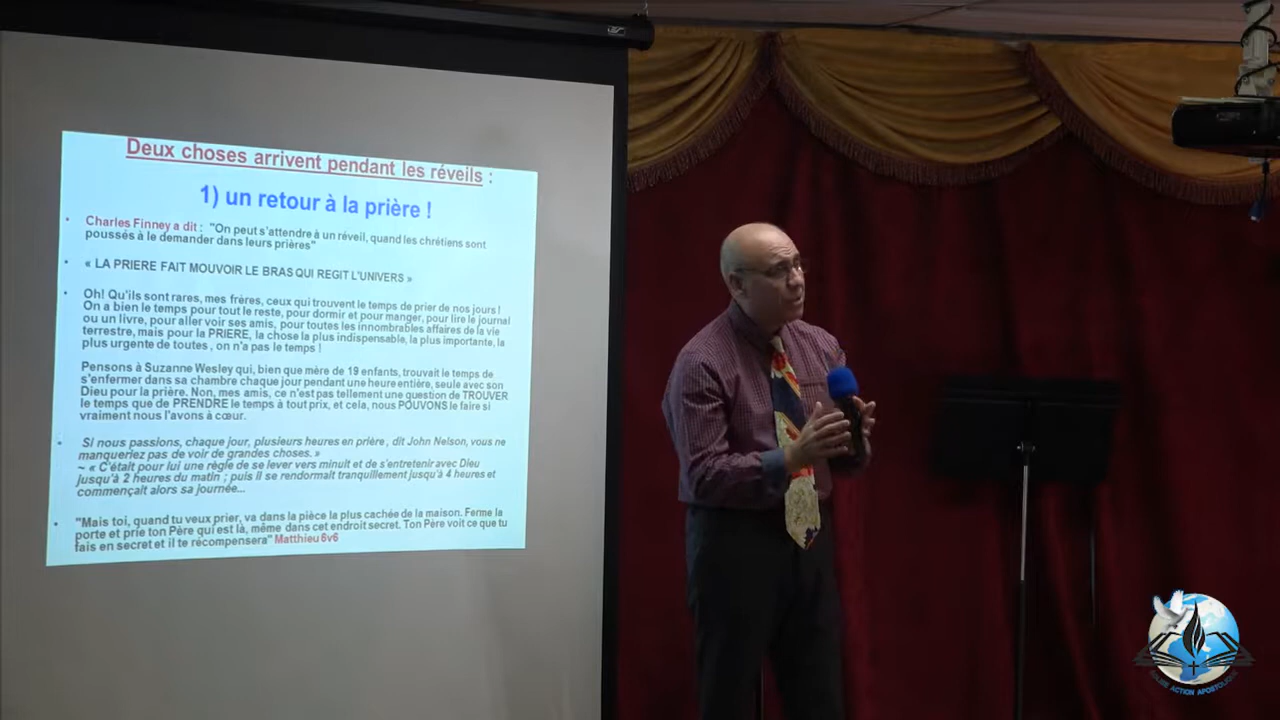 Deux choses arrivent pendant les réveils :
1) un retour à la prière !
• Charles Finney a dit : "On peut s'attendre à un réveil, quand les chrétiens sont
poussés à le demander dans leurs prières"
• « LA PRIERE FAIT MOUVOIR LE BRAS QUI REGIT L'UNIVERS »
• Oh! Qu'ils sont rares, mes frères, ceux qui trouvent le temps de prier de nos jours !
On a bien le temps pour tout le reste, pour dormir et pour manger, pour lire le journal
ou un livre, pour aller voir ses amis, pour toutes les innombrables affaires de la vie
terrestre, mais pour la PRIERE, la chose la plus indispensable, la plus importante, la
plus urgente de toutes , on n'a pas le temps !
Pensons à Suzanne Wesley qui, bien que mère de 19 enfants, trouvait le temps de
s'enfermer dans sa chambre chaque jour pendant une heure entière, seule avec son
Dieu pour la prière. Non, mes amis, ce n'est pas tellement une question de TROUVER
le temps que de PRENDRE le temps à tout prix, et cela, nous POUVONS le faire si
vraiment nous l'avons à cœur.
• Si nous passions, chaque jour, plusieurs heures en prière , dit John Nelson, vous ne
manqueriez pas de voir de grandes choses. »
~ « C'était pour lui une règle de se lever vers minuit et de s'entretenir avec Dieu
jusqu'à 2 heures du matin ; puis il se rendormait tranquillement jusqu'à 4 heures et
commençait alors sa journée...
• "Mais toi, quand tu veux prier, va dans la pièce la plus cachée de la maison. Ferme la
porte et prie ton Père qui est là, même dans cet endroit secret. Ton Père voit ce que tu
fais en secret et il te récompensera" Matthieu 6v6
ACTION APOSTOLIQUE